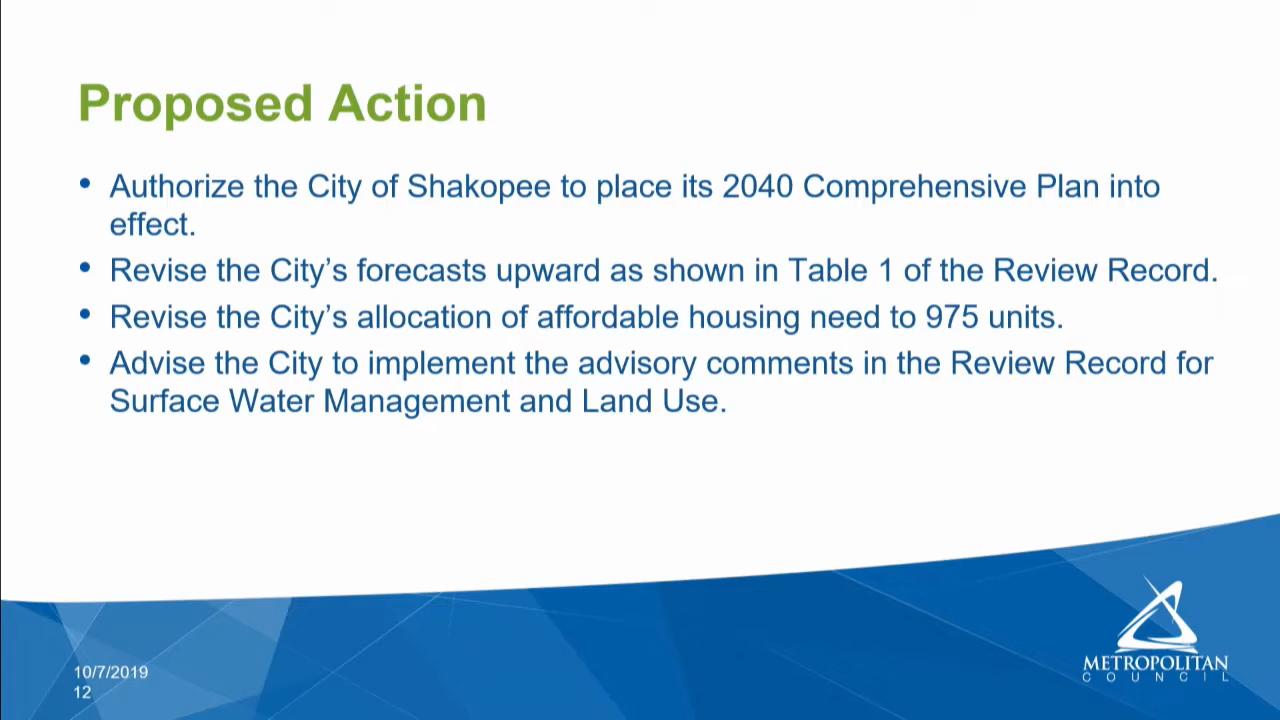 Proposed Action
• Authorize the City of Shakopee to place its 2040 Comprehensive Plan into
effect.
• Revise the City’s forecasts upward as shown in Table 1 of the Review Record.
• Revise the City’s allocation of affordable housing need to 975 units.
• Advise the City to implement the advisory comments in the Review Record for
Surface Water Management and Land Use.
10/7/2019
12
METROPOLITAN
COUNCIL